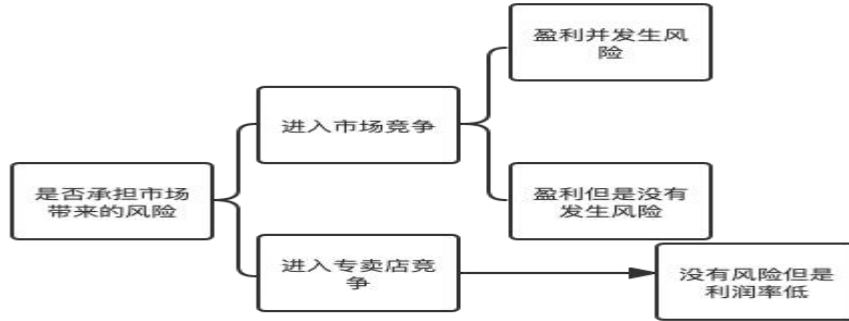 盈利并发生风
险
进入市场竞争
是否承担市场
带来的风险
盈利但是没有
发生风险
进入专卖店竞
争
没有风险但是
利润率低